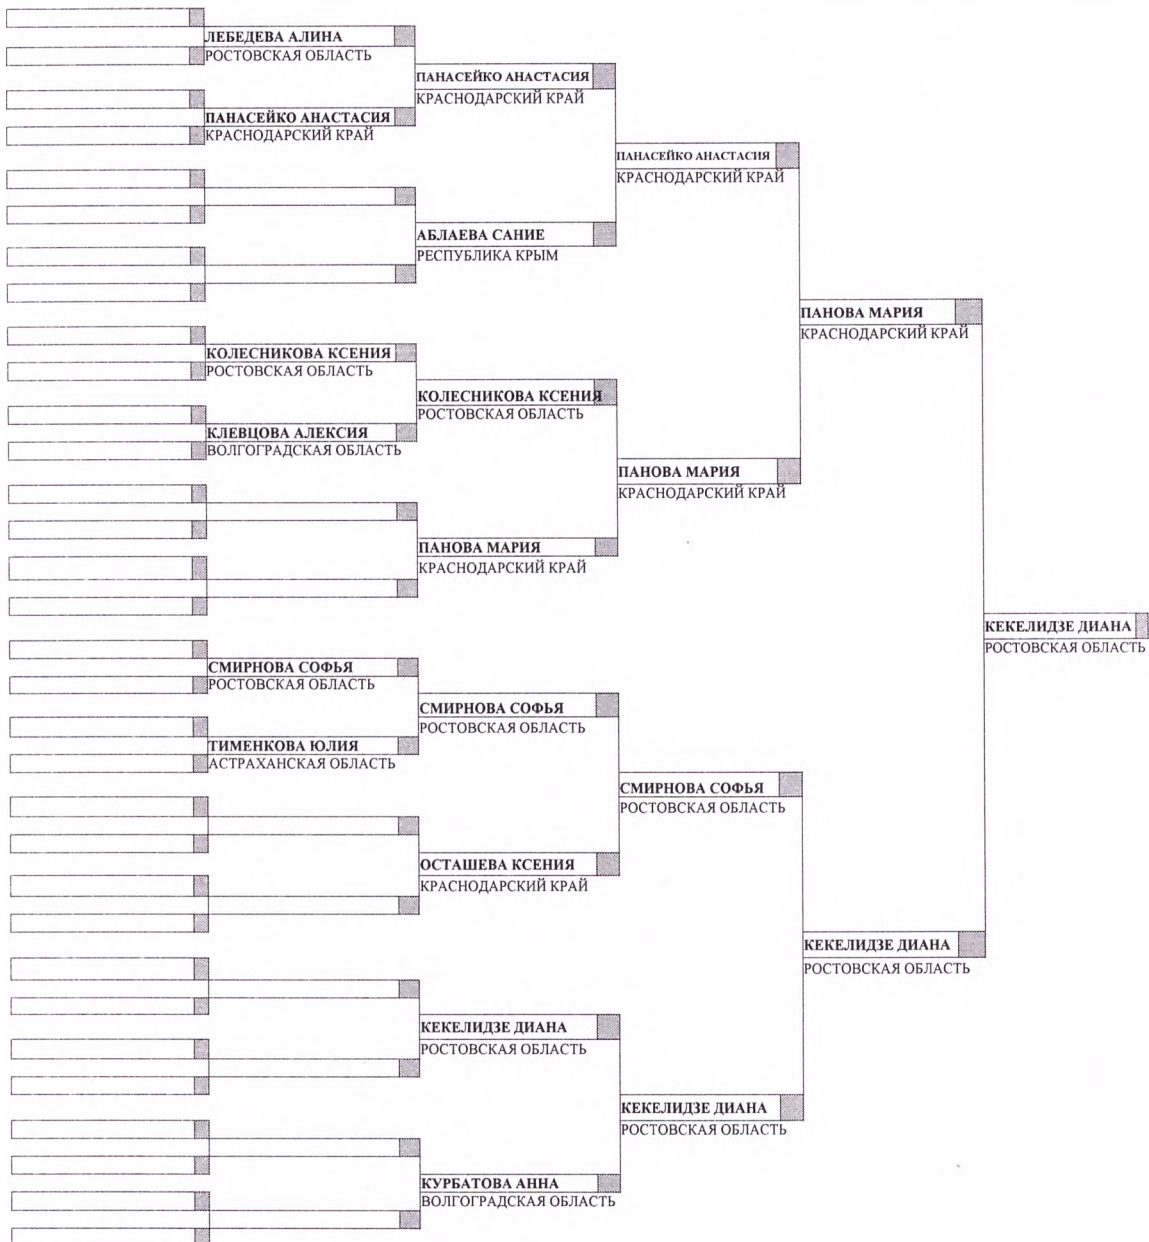 ЛЕБЕДЕВА АЛИНА
РОСТОВСКАЯ ОБЛАСТЬ
ПАНАСЕЙКО АНАСТАСИЯ
КРАСНОДАРСКИЙ КРАЙ
ПАНАСЕЙКО АНАСТАСИЯ
КРАСНОДАРСКИЙ КРАЙ
ПАНАСЕЙКО АНАСТАСИЯ
КРАСНОДАРСКИЙ КРАЙ
АБЛАЕВА САНИЕ
РЕСПУБЛИКА КРЫМ
ПАНОВА МАРИЯ
КРАСНОДАРСКИЙ КРАЙ
КОЛЕСНИКОВА КСЕНИЯ
РОСТОВСКАЯ ОБЛАСТЬ
КОЛЕСНИКОВА КСЕНИЯ
РОСТОВСКАЯ ОБЛАСТЬ
КЛЕВЦОВА АЛЕКСИЯ
ВОЛГОГРАДСКАЯ ОБЛАСТЬ
ПАНОВА МАРИЯ
КРАСНОДАРСКИЙ КРАЙ
ПАНОВА МАРИЯ
КРАСНОДАРСКИЙ КРАЙ
КЕКЕЛИДЗЕ ДИАНА
РОСТОВСКАЯ ОБЛАСТЬ
СМИРНОВА СОФЬЯ
РОСТОВСКАЯ ОБЛАСТЬ
СМИРНОВА СОФЬЯ
РОСТОВСКАЯ ОБЛАСТЬ
ТИМЕНКОВА ЮЛИЯ
АСТРАХАНСКАЯ ОБЛАСТЬ
СМИРНОВА СОФЬЯ
РОСТОВСКАЯ ОБЛАСТЬ
ОСТАШЕВА КСЕНИЯ
КРАСНОДАРСКИЙ КРАЙ
КЕКЕЛИДЗЕ ДИАНА
РОСТОВСКАЯ ОБЛАСТЬ
КЕКЕЛИДЗЕ ДИАНА
РОСТОВСКАЯ ОБЛАСТЬ
КЕКЕЛИДЗЕ ДИАНА
РОСТОВСКАЯ ОБЛАСТЬ
КУРБАТОВА АННА
ВОЛГОГРАДСКАЯ ОБЛАСТЬ